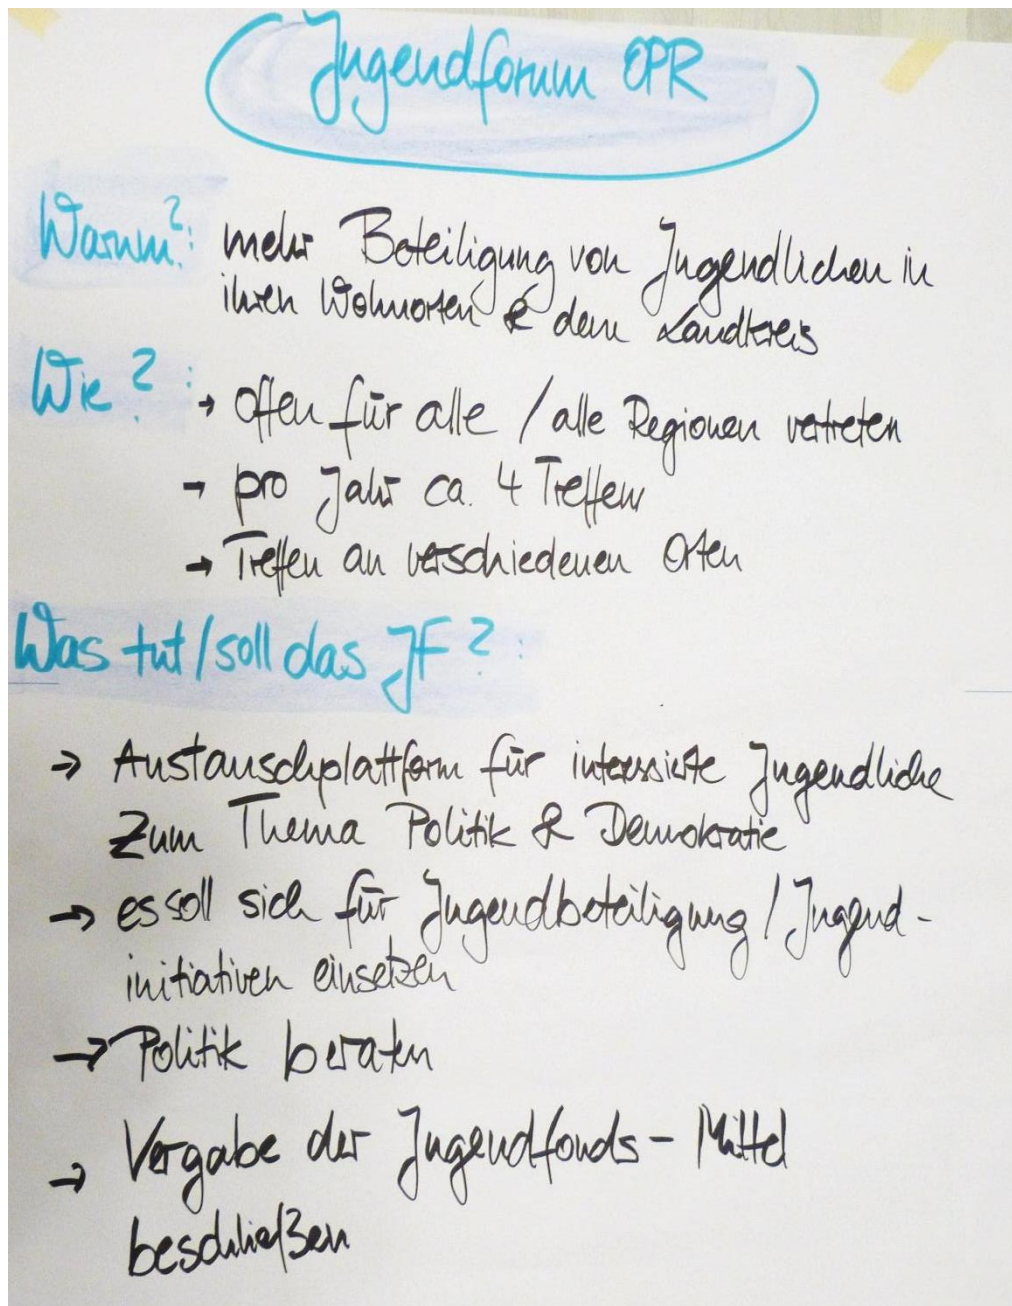 Jugendforum OPR
Warum?: mehr Beteiligung von Jugendlichen in
ihren Wohnorten & dem Landkreis
Wie?: → offen für alle / alle Regionen vertreten
→ pro Jahr ca. 4 Treffen
→ Treffen an verschiedenen Orten
Was tut/soll das JF?:
→ Austauschplattform für interessierte Jugendliche
zum Thema Politik & Demokratie
→ es soll sich für Jugendbeteiligung / Jugend-
initiativen einsetzen
→ Politik beraten
→ Vergabe der Jugendfonds-Mittel
beschließen